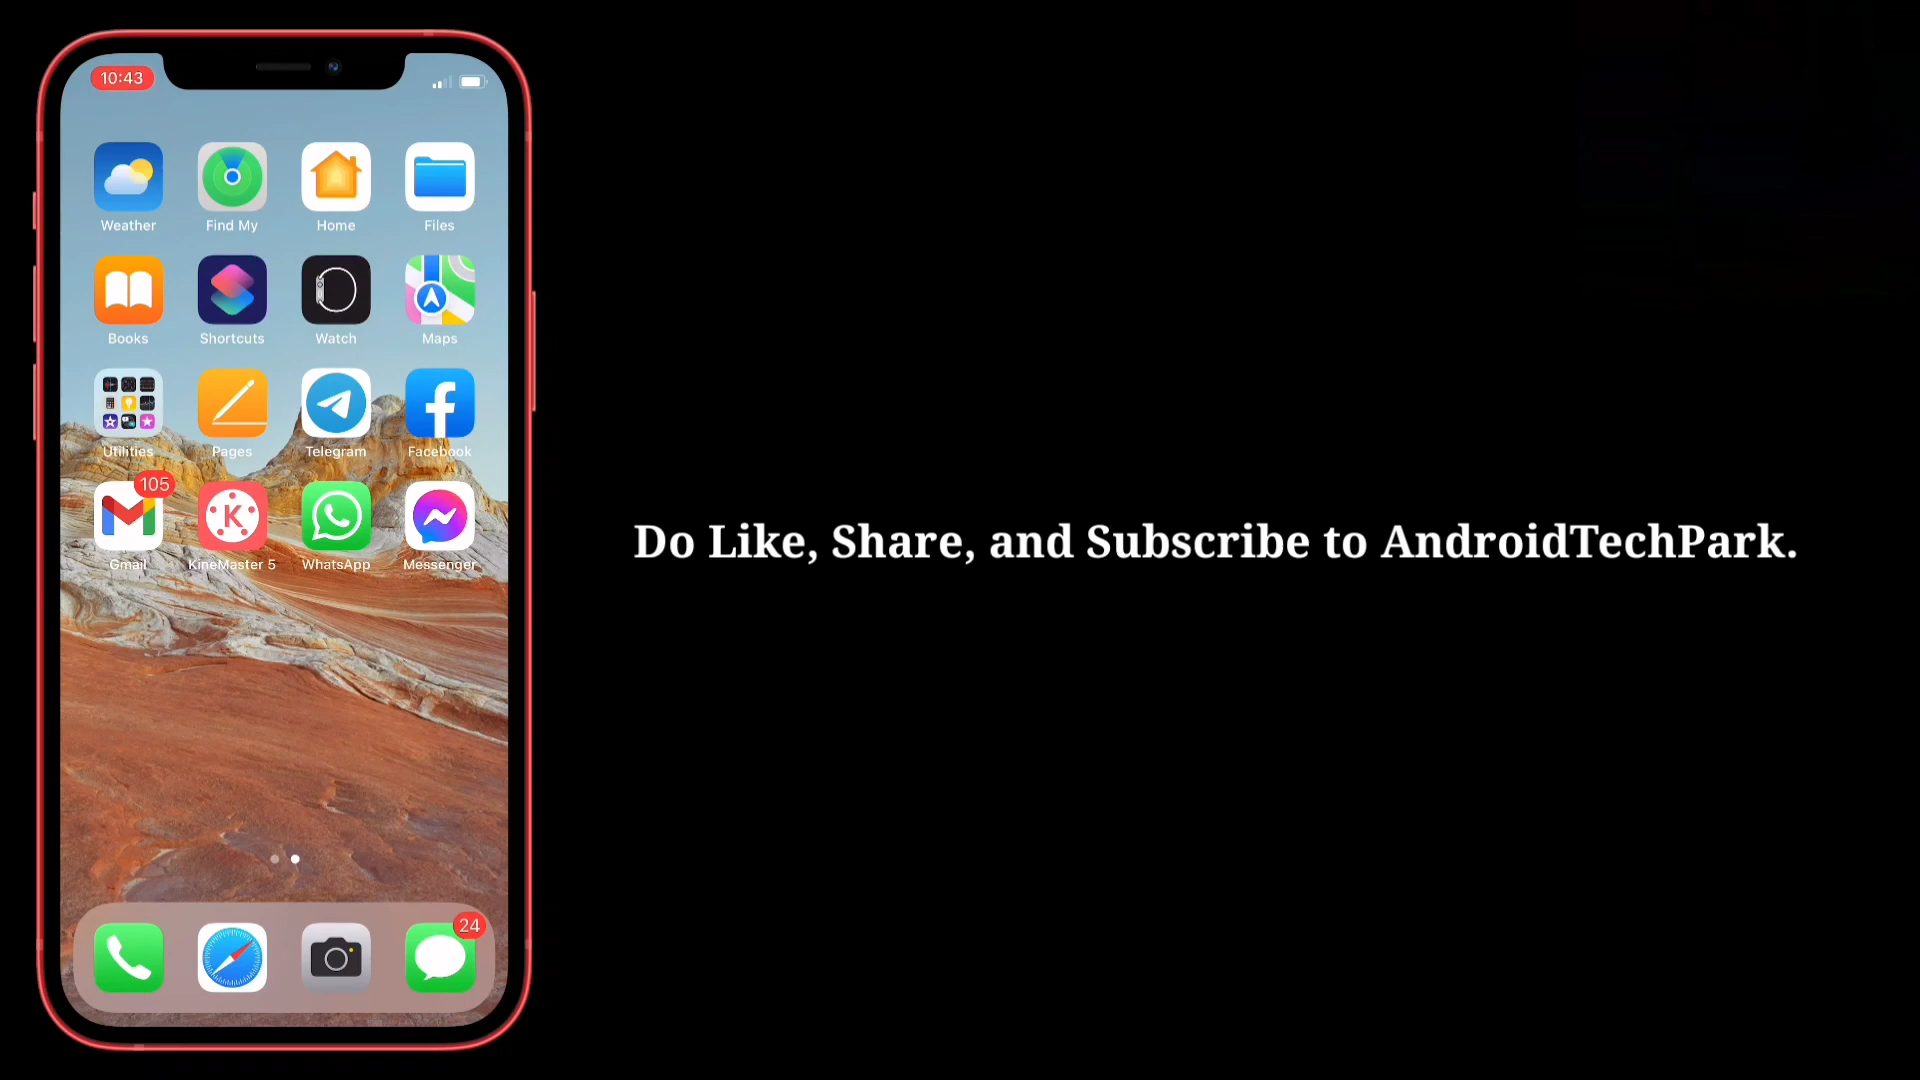 10:43
Weather
Find My
Home
Files
Books
Shortcuts
Watch
Maps
Utilities
Pages
Telegram
Facebook
105
K
Gmail
KineMaster 5
WhatsApp
Messenger
Do Like, Share, and Subscribe to AndroidTechPark.
24